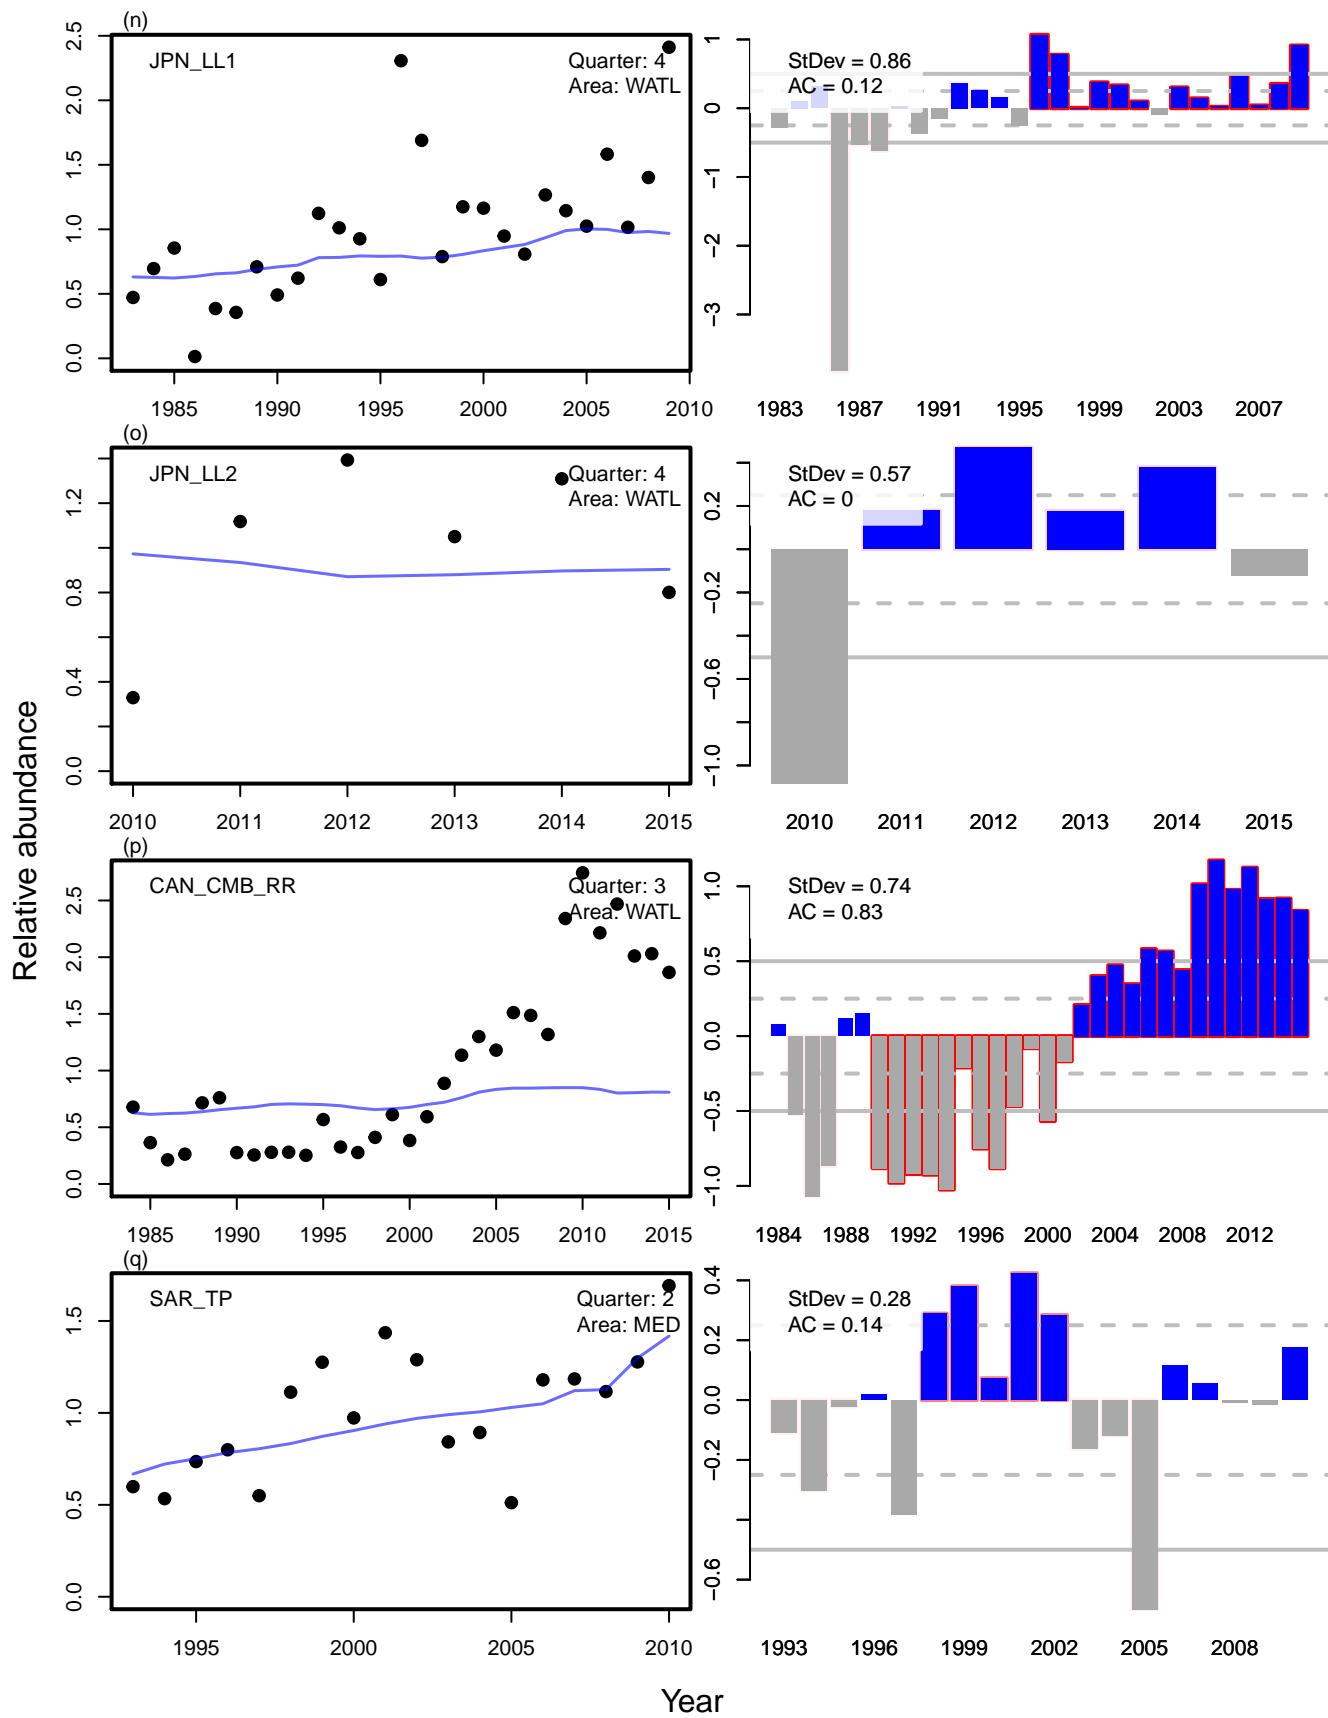 (n)
JPN_LL1
Quarter: 4
Area: WATL
0.0 0.5 1.0 1.5 2.0 2.5
1985 1990 1995 2000 2005 2010
StDev = 0.86
AC = 0.12
−3 −2 −1 0 1
1983 1987 1991 1995 1999 2003 2007
(o)
JPN_LL2
Quarter: 4
Area: WATL
0.0 0.4 0.8 1.2
2010 2011 2012 2013 2014 2015
StDev = 0.57
AC = 0
−1.0 −0.6 −0.2 0.2
2010 2011 2012 2013 2014 2015
(p)
CAN_CMB_RR
Quarter: 3
Area: WATL
0.0 0.5 1.0 1.5 2.0 2.5
1985 1990 1995 2000 2005 2010 2015
StDev = 0.74
AC = 0.83
−1.0 −0.5 0.0 0.5 1.0
1984 1988 1992 1996 2000 2004 2008 2012
(q)
SAR_TP
Quarter: 2
Area: MED
0.0 0.5 1.0 1.5
1995 2000 2005 2010
StDev = 0.28
AC = 0.14
−0.6 −0.2 0.0 0.2 0.4
1993 1996 1999 2002 2005 2008
Relative abundance
Year